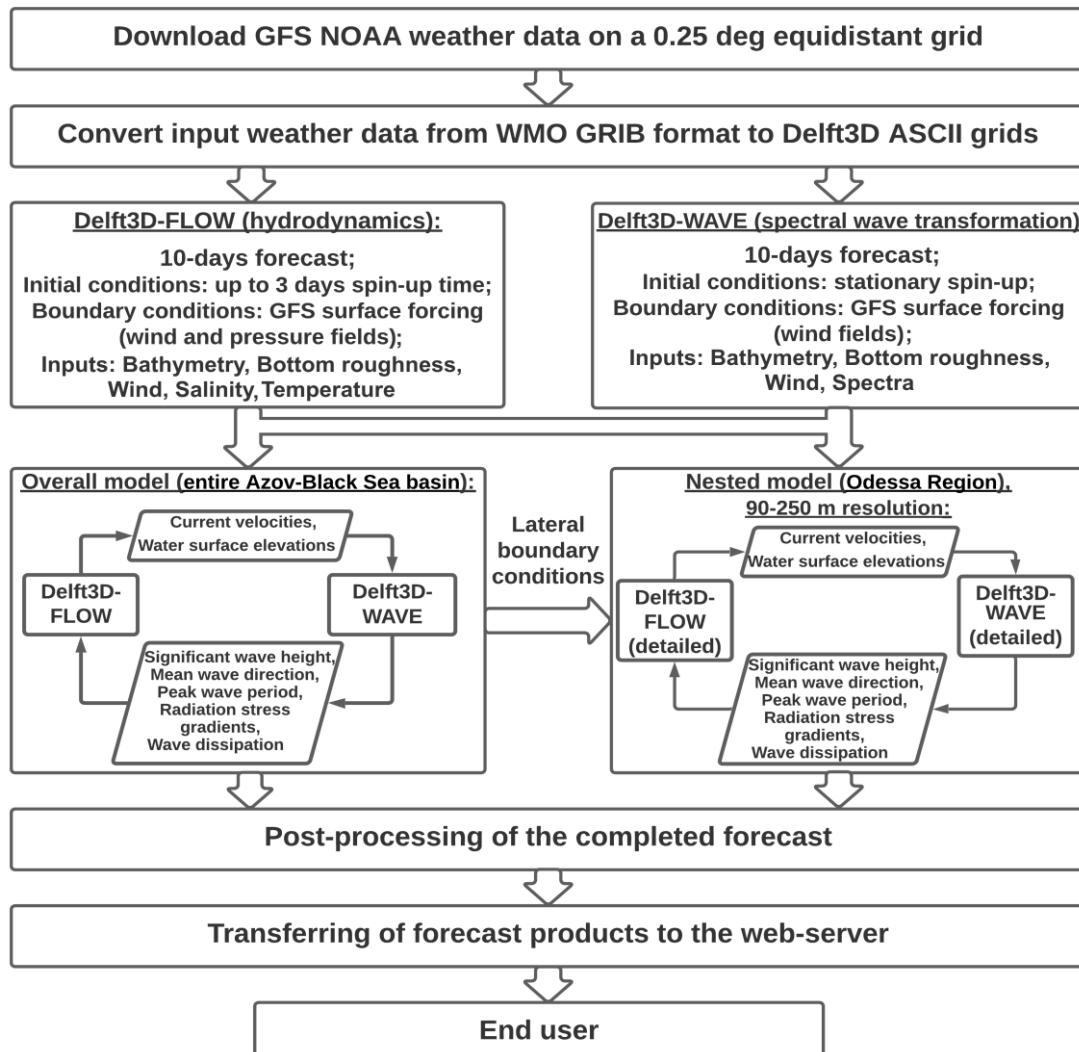 Download GFS NOAA weather data on a 0.25 deg equidistant grid
Convert input weather data from WMO GRIB format to Delft3D ASCII grids
Delft3D-FLOW (hydrodynamics):
10-days forecast;
Initial conditions: up to 3 days spin-up time;
Boundary conditions: GFS surface forcing
(wind and pressure fields);
Inputs: Bathymetry, Bottom roughness,
Wind, Salinity, Temperature
Delft3D-WAVE (spectral wave transformation)
10-days forecast;
Initial conditions: stationary spin-up;
Boundary conditions: GFS surface forcing
(wind fields);
Inputs: Bathymetry, Bottom roughness,
Wind, Spectra
Overall model (entire Azov-Black Sea basin):
Current velocities,
Water surface elevations
Delft3D-
FLOW
Delft3D-
WAVE
Significant wave height,
Mean wave direction,
Peak wave period,
Radiation stress
gradients,
Wave dissipation
Lateral
boundary
conditions
Nested model (Odessa Region),
90-250 m resolution:
Current velocities,
Water surface elevations
Delft3D-
FLOW
(detailed)
Delft3D-
WAVE
(detailed)
Significant wave height,
Mean wave direction,
Peak wave period,
Radiation stress
gradients,
Wave dissipation
Post-processing of the completed forecast
Transferring of forecast products to the web-server
End user